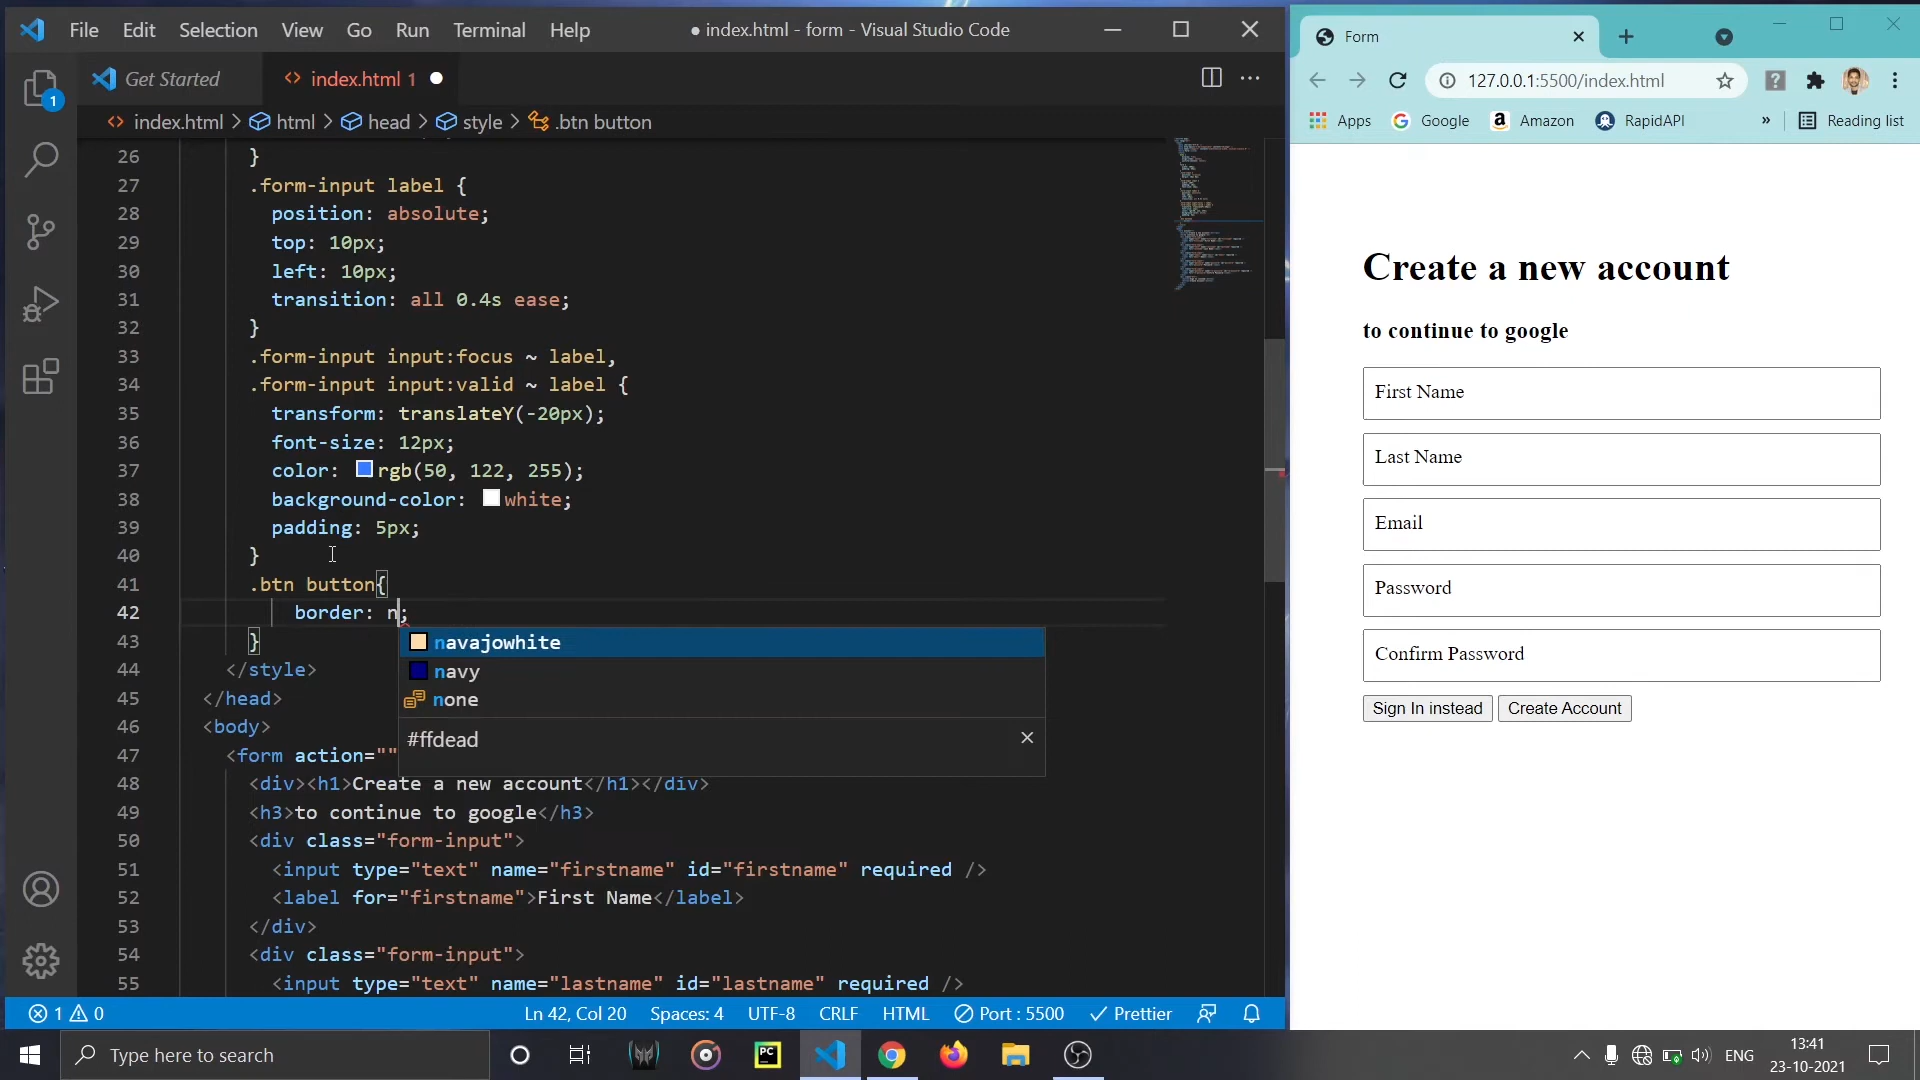 File Edit Selection View Go Run Terminal Help ● index.html - form - Visual Studio Code
Get Started <> index.html 1 ●
<> index.html > html > head > style > .btn button
26 }
27 .form-input label {
28 position: absolute;
29 top: 10px;
30 left: 10px;
31 transition: all 0.4s ease;
32 }
33 .form-input input:focus ~ label,
34 .form-input input:valid ~ label {
35 transform: translateY(-20px);
36 font-size: 12px;
37 color: rgb(50, 122, 255);
38 background-color: white;
39 padding: 5px;
40 }
41 .btn button{
42 border: n;
navajowhite
navy
none
#ffdead
43 }
44 </style>
45 </head>
46 <body>
47 <form action=""
48 <div><h1>Create a new account</h1></div>
49 <h3>to continue to google</h3>
50 <div class="form-input">
51 <input type="text" name="firstname" id="firstname" required />
52 <label for="firstname">First Name</label>
53 </div>
54 <div class="form-input">
55 <input type="text" name="lastname" id="lastname" required />
1 0 Ln 42, Col 20 Spaces: 4 UTF-8 CRLF HTML Port : 5500 Prettier
Form
127.0.0.1:5500/index.html
Apps Google Amazon RapidAPI » Reading list
Create a new account
to continue to google
First Name
Last Name
Email
Password
Confirm Password
Sign In instead Create Account
Type here to search
PC
ENG
13:41
23-10-2021
1